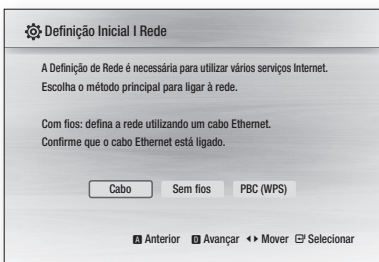 Definição Inicial I Rede
A Definição de Rede é necessária para utilizar vários serviços Internet.
Escolha o método principal para ligar à rede.
Com fios: defina a rede utilizando um cabo Ethernet.
Confirme que o cabo Ethernet está ligado.
Cabo Sem fios PBC (WPS)
A Anterior D Avançar Mover Selecionar